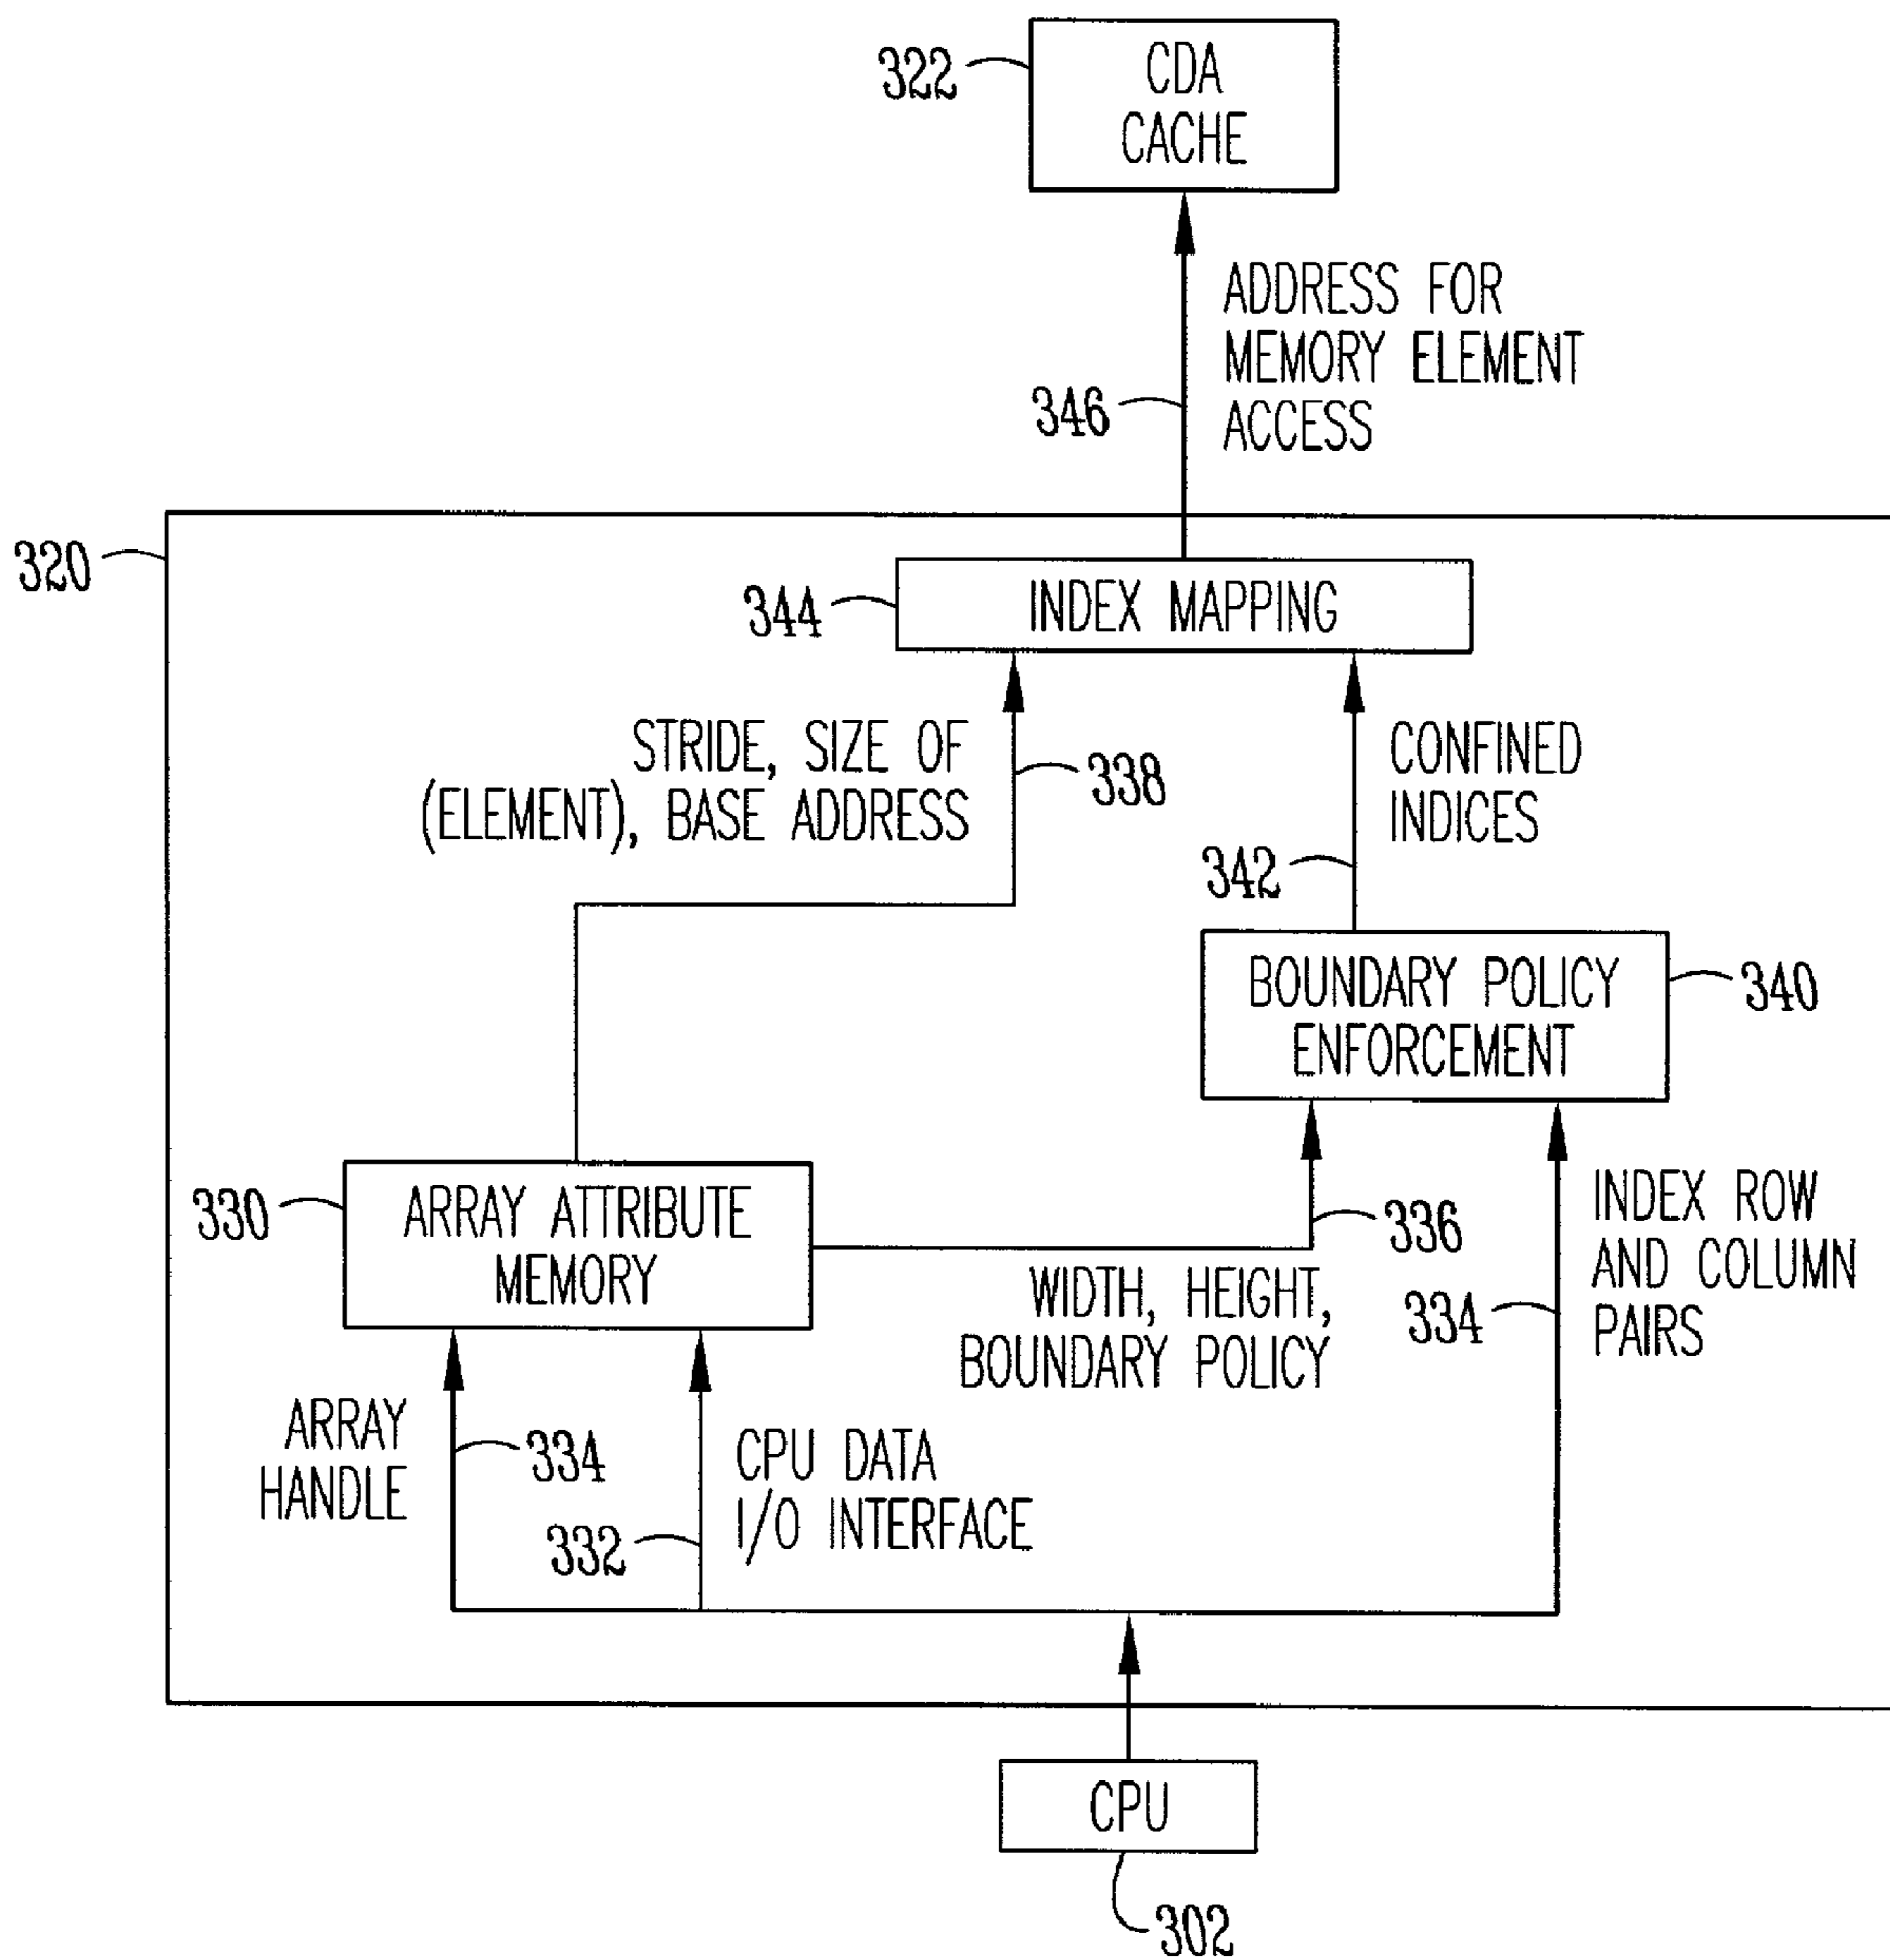 322
CDA
CACHE
346
ADDRESS FOR
MEMORY ELEMENT
ACCESS
320
344
INDEX MAPPING
STRIDE, SIZE OF
(ELEMENT), BASE ADDRESS
338
CONFINED
INDICES
342
BOUNDARY POLICY
ENFORCEMENT
340
330
ARRAY ATTRIBUTE
MEMORY
336
WIDTH, HEIGHT,
BOUNDARY POLICY
334
INDEX ROW
AND COLUMN
PAIRS
ARRAY
HANDLE
334
332
CPU DATA
I/O INTERFACE
CPU
302